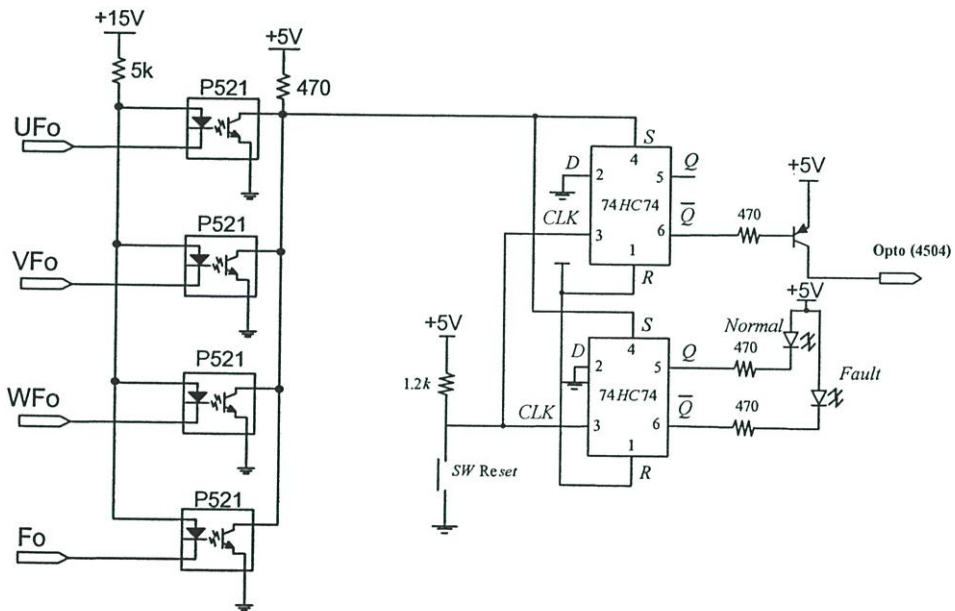 +15V
5k
+5V
470
P521
UFo
P521
VFo
P521
WFo
P521
Fo
S
4
D
2
5
Q
74HC74
CLK
3
6
Q̅
1
R
470
+5V
Opto (4504)
+5V
1.2k
SW Reset
S
4
D
2
5
Q
74HC74
CLK
3
6
Q̅
1
R
470
470
Normal
+5V
Fault